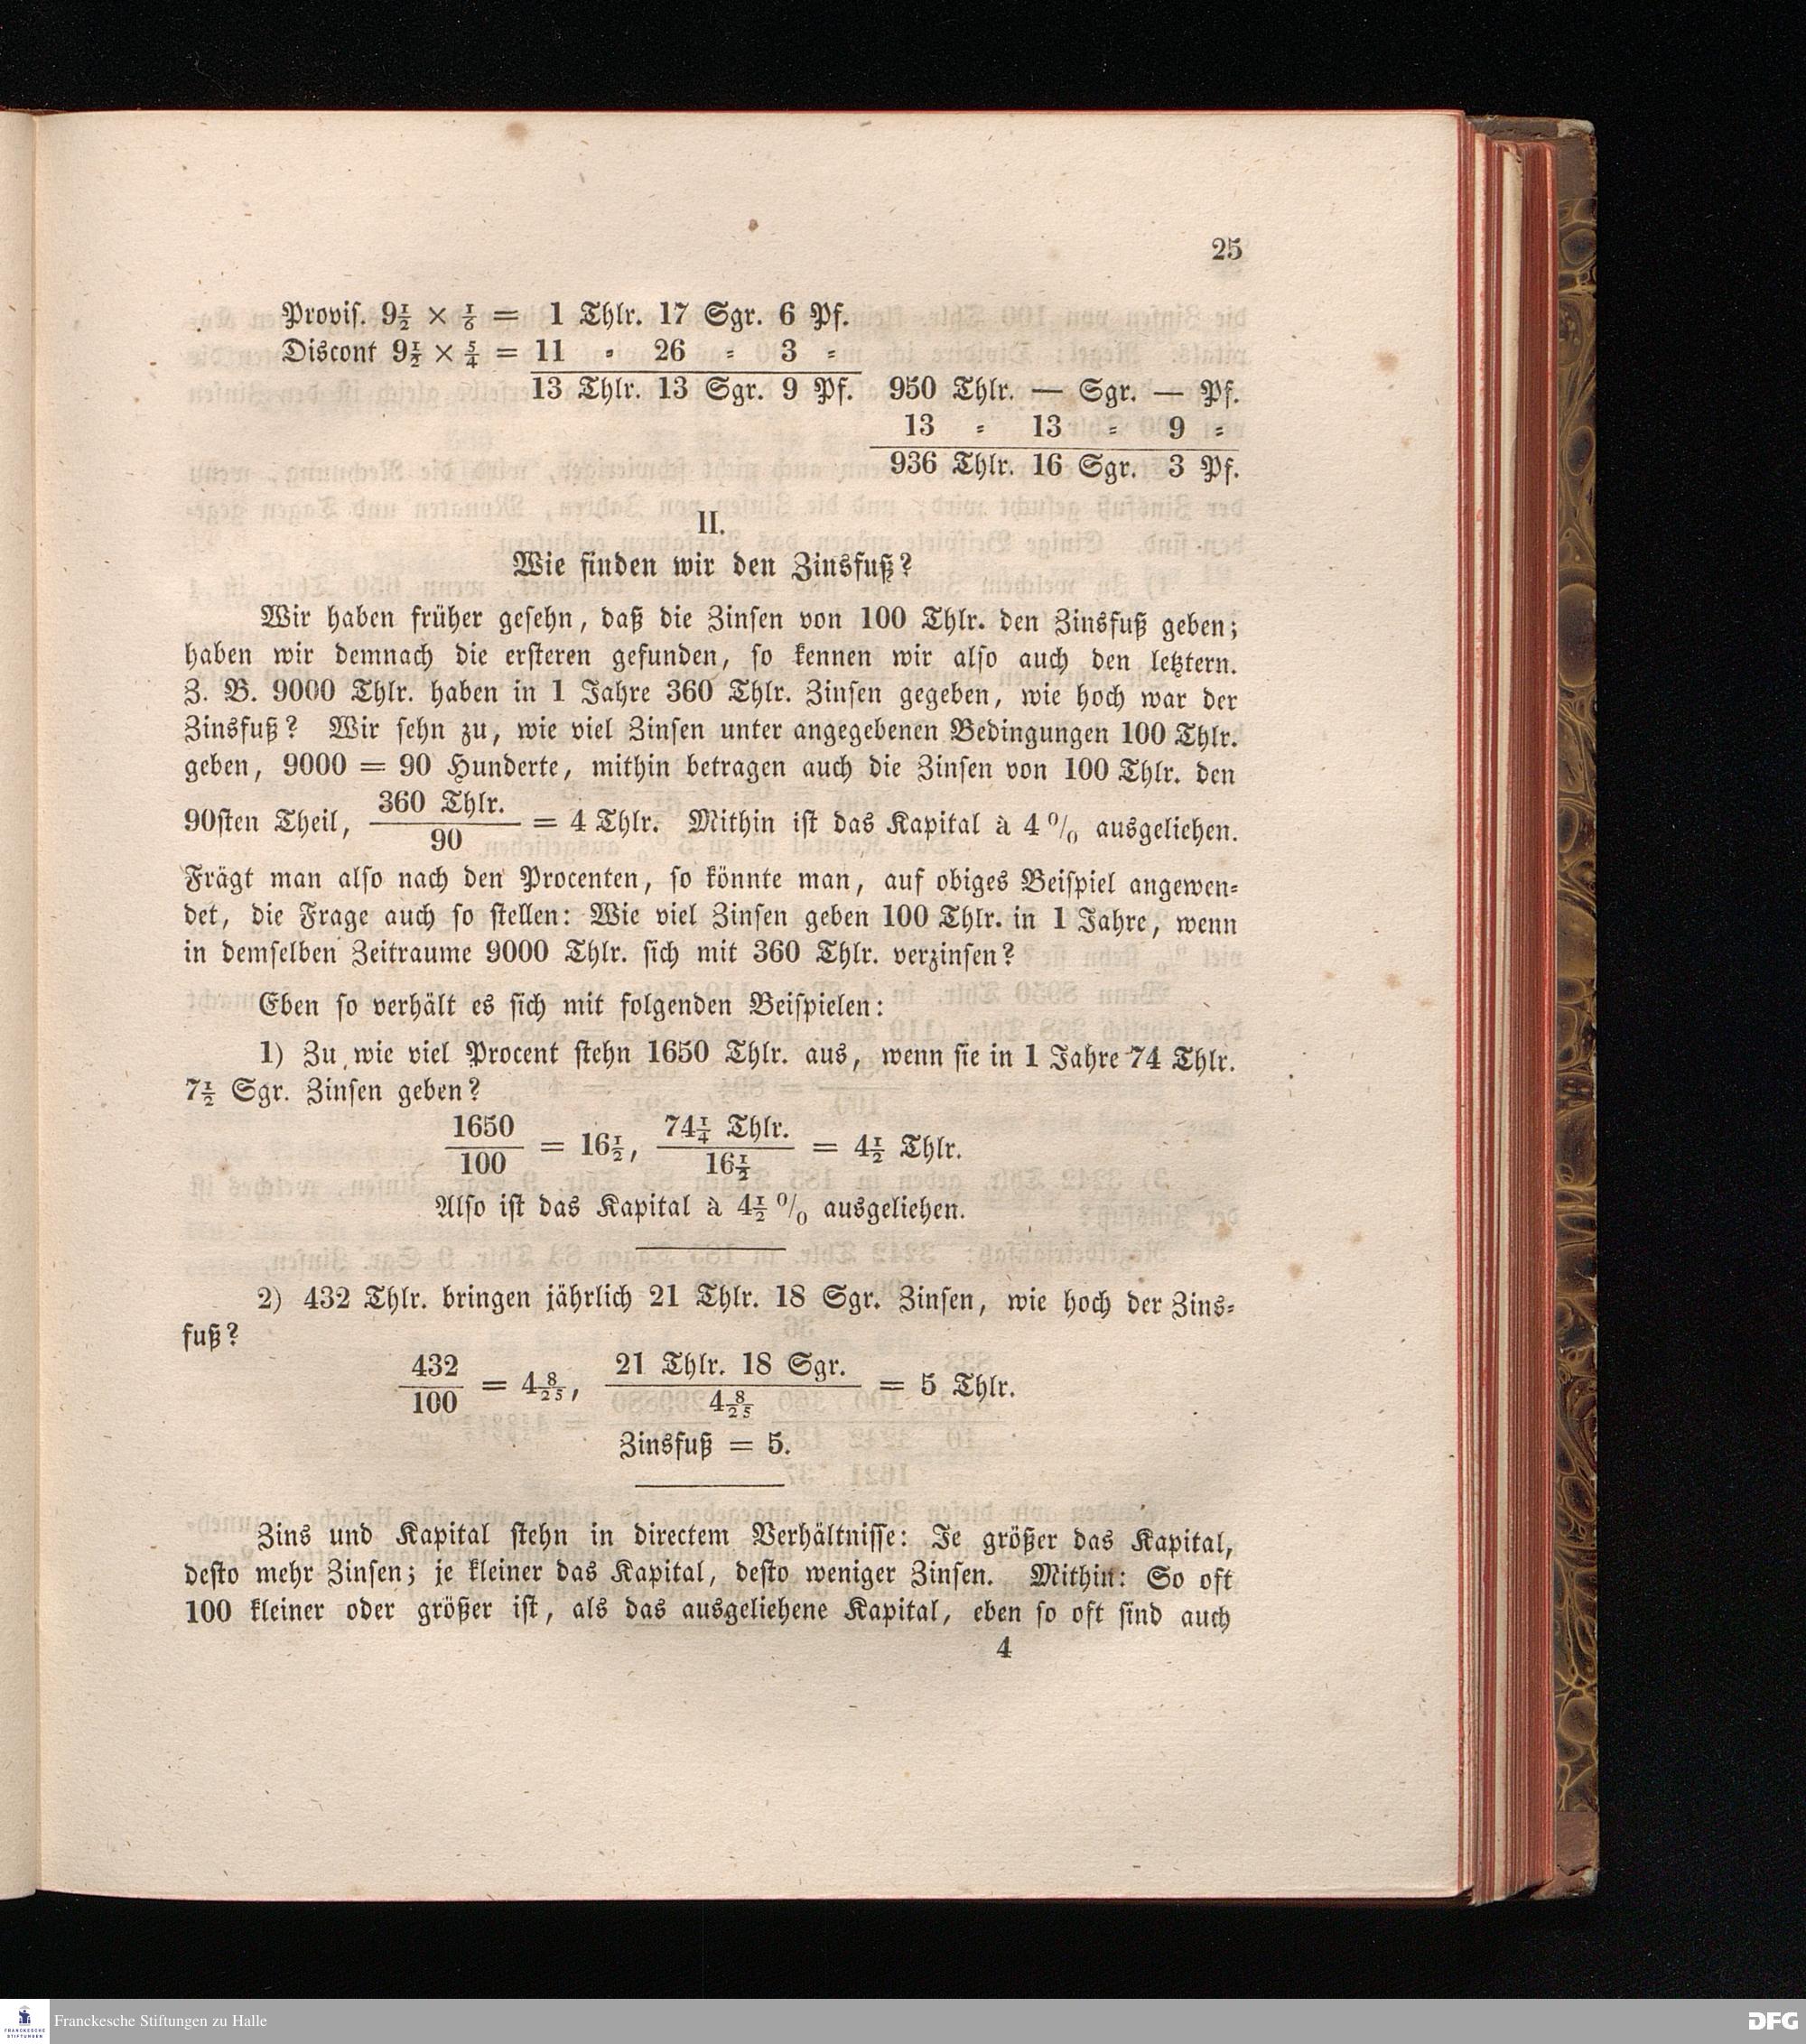 25
Provis. 9½ × ⅙ = 1 Thlr. 17 Sgr. 6 Pf.
Discont 9½ × 5/4 = 11 = 26 = 3 =
13 Thlr. 13 Sgr. 9 Pf. 950 Thlr. — Sgr. — Pf.
13 = 13 = 9 =
936 Thlr. 16 Sgr. 3 Pf.
II.
Wie finden wir den Zinsfuß?
Wir haben früher gesehn, daß die Zinsen von 100 Thlr. den Zinsfuß geben;
haben wir demnach die ersteren gefunden, so kennen wir also auch den letztern.
Z. B. 9000 Thlr. haben in 1 Jahre 360 Thlr. Zinsen gegeben, wie hoch war der
Zinsfuß? Wir sehn zu, wie viel Zinsen unter angegebenen Bedingungen 100 Thlr.
geben, 9000 = 90 Hunderte, mithin betragen auch die Zinsen von 100 Thlr. den
90sten Theil, 360 Thlr./90 = 4 Thlr. Mithin ist das Kapital à 4 % ausgeliehen.
Frägt man also nach den Procenten, so könnte man, auf obiges Beispiel angewen-
det, die Frage auch so stellen: Wie viel Zinsen geben 100 Thlr. in 1 Jahre, wenn
in demselben Zeitraume 9000 Thlr. sich mit 360 Thlr. verzinsen?
Eben so verhält es sich mit folgenden Beispielen:
1) Zu wie viel Procent stehn 1650 Thlr. aus, wenn sie in 1 Jahre 74 Thlr.
7½ Sgr. Zinsen geben?
1650/100 = 16½, 74¼ Thlr./16½ = 4½ Thlr.
Also ist das Kapital à 4½ % ausgeliehen.
2) 432 Thlr. bringen jährlich 21 Thlr. 18 Sgr. Zinsen, wie hoch der Zins-
fuß?
432/100 = 4 8/25, 21 Thlr. 18 Sgr./4 8/25 = 5 Thlr.
Zinsfuß = 5.
Zins und Kapital stehn in directem Verhältnisse: Je größer das Kapital,
desto mehr Zinsen; je kleiner das Kapital, desto weniger Zinsen. Mithin: So oft
100 kleiner oder größer ist, als das ausgeliehene Kapital, eben so oft sind auch
4
FRANCKESCHE STIFTUNGEN
Franckesche Stiftungen zu Halle
DFG